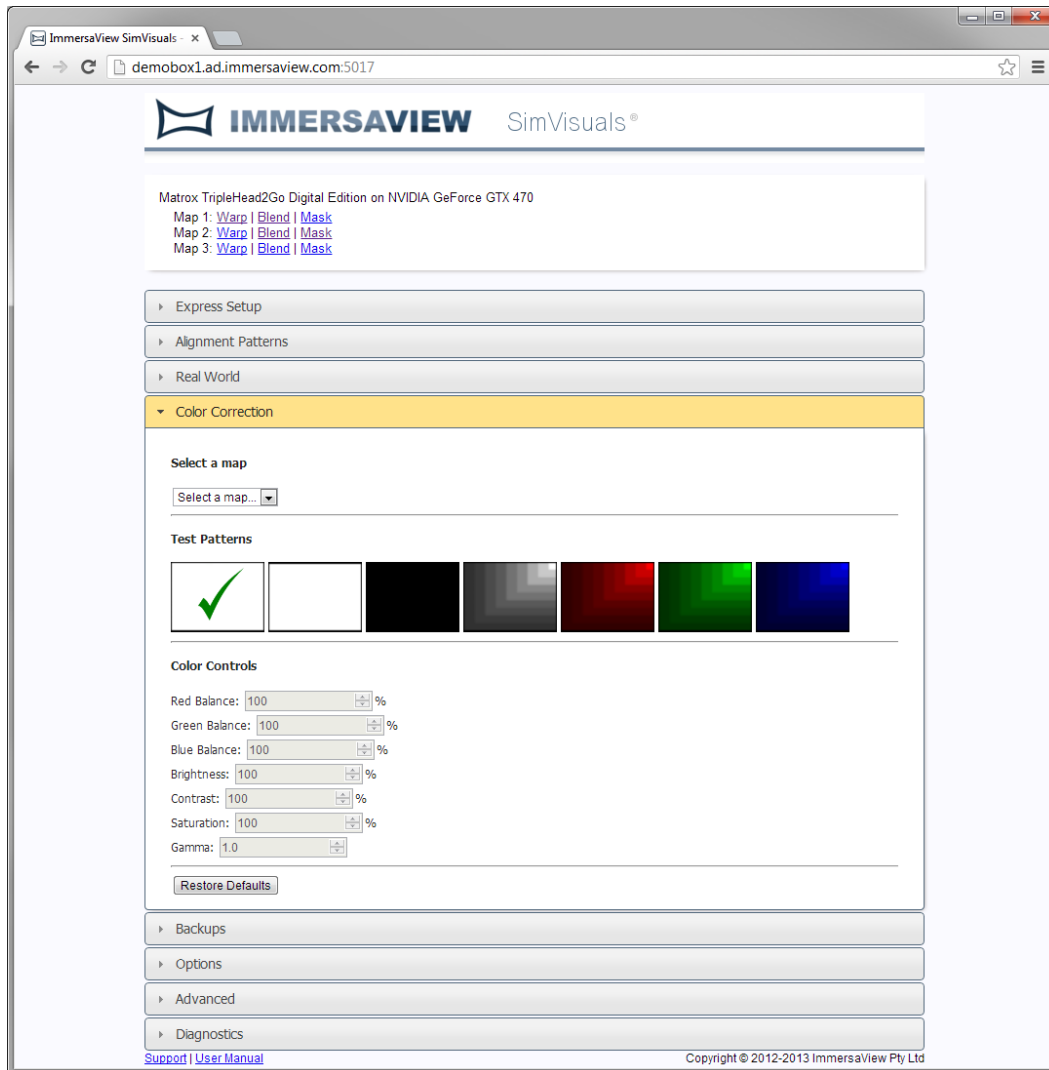 ImmersaView SimVisuals -
demobox1.ad.immersaview.com:5017
IMMERSAVIEW SimVisuals®
Matrox TripleHead2Go Digital Edition on NVIDIA GeForce GTX 470
Map 1: Warp | Blend | Mask
Map 2: Warp | Blend | Mask
Map 3: Warp | Blend | Mask
Express Setup
Alignment Patterns
Real World
Color Correction
Select a map
Select a map...
Test Patterns
Color Controls
Red Balance: 100 %
Green Balance: 100 %
Blue Balance: 100 %
Brightness: 100 %
Contrast: 100 %
Saturation: 100 %
Gamma: 1.0
Restore Defaults
Backups
Options
Advanced
Diagnostics
Support | User Manual Copyright © 2012-2013 ImmersaView Pty Ltd